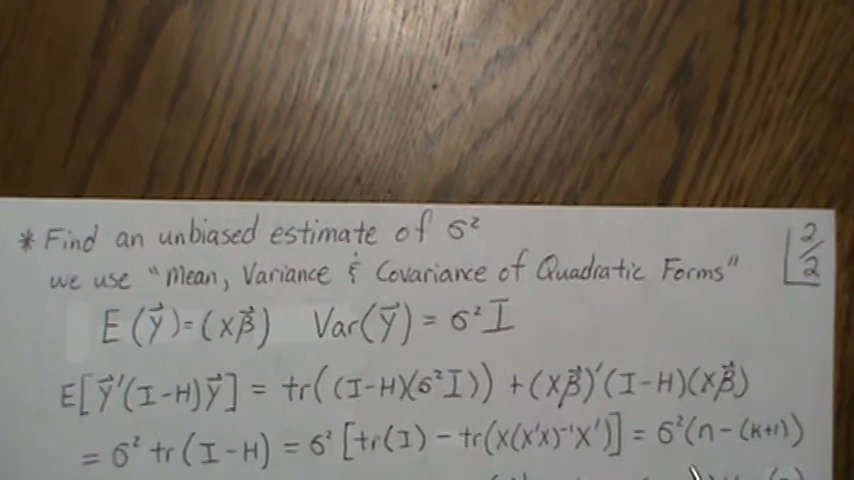 * Find an unbiased estimate of σ² 2/2
we use "Mean, Variance & Covariance of Quadratic Forms"
E(Y⃗)=(Xβ⃗) Var(Y⃗) = σ²I
E[Y⃗'(I-H)Y⃗] = tr((I-H)(σ²I)) + (Xβ⃗)'(I-H)(Xβ⃗)
= σ² tr(I-H) = σ² [tr(I) - tr(X(X'X)⁻¹X')] = σ²(n-(k+1))